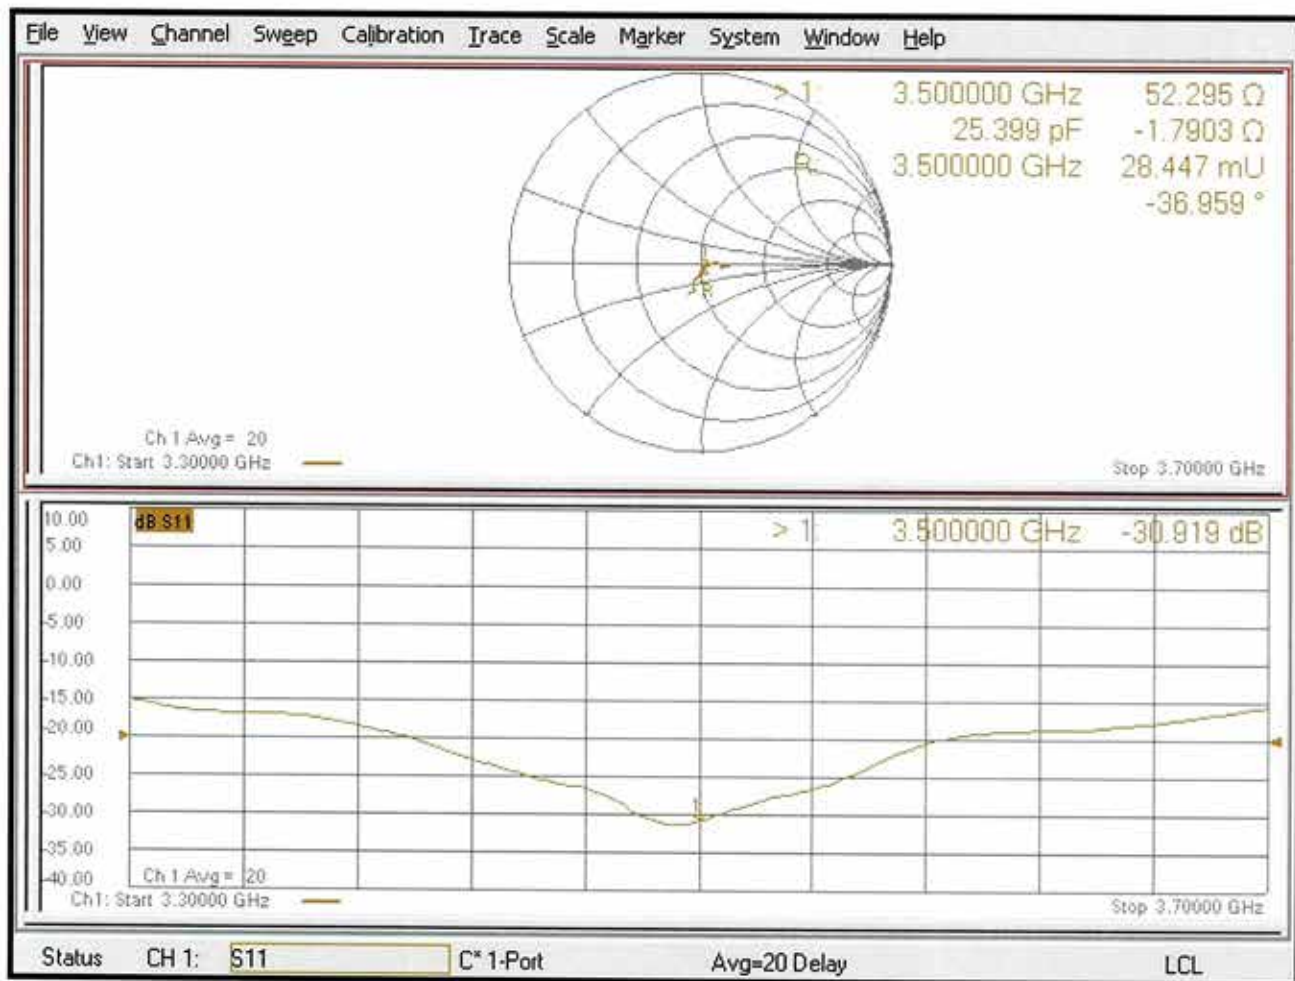 File View Channel Sweep Calibration Trace Scale Marker System Window Help
> 1: 3.500000 GHz 52.295 Ω
25.399 pF -1.7903 Ω
3.500000 GHz 28.447 mU
-36.959 °
Ch 1 Avg = 20
Ch1: Start 3.30000 GHz
Stop 3.70000 GHz
10.00
dB S11
> 1: 3.500000 GHz -30.919 dB
5.00
0.00
-5.00
-10.00
-15.00
-20.00
-25.00
-30.00
1
-35.00
-40.00
Ch 1 Avg = 20
Ch1: Start 3.30000 GHz
Stop 3.70000 GHz
Status CH 1: S11 C* 1-Port Avg=20 Delay LCL